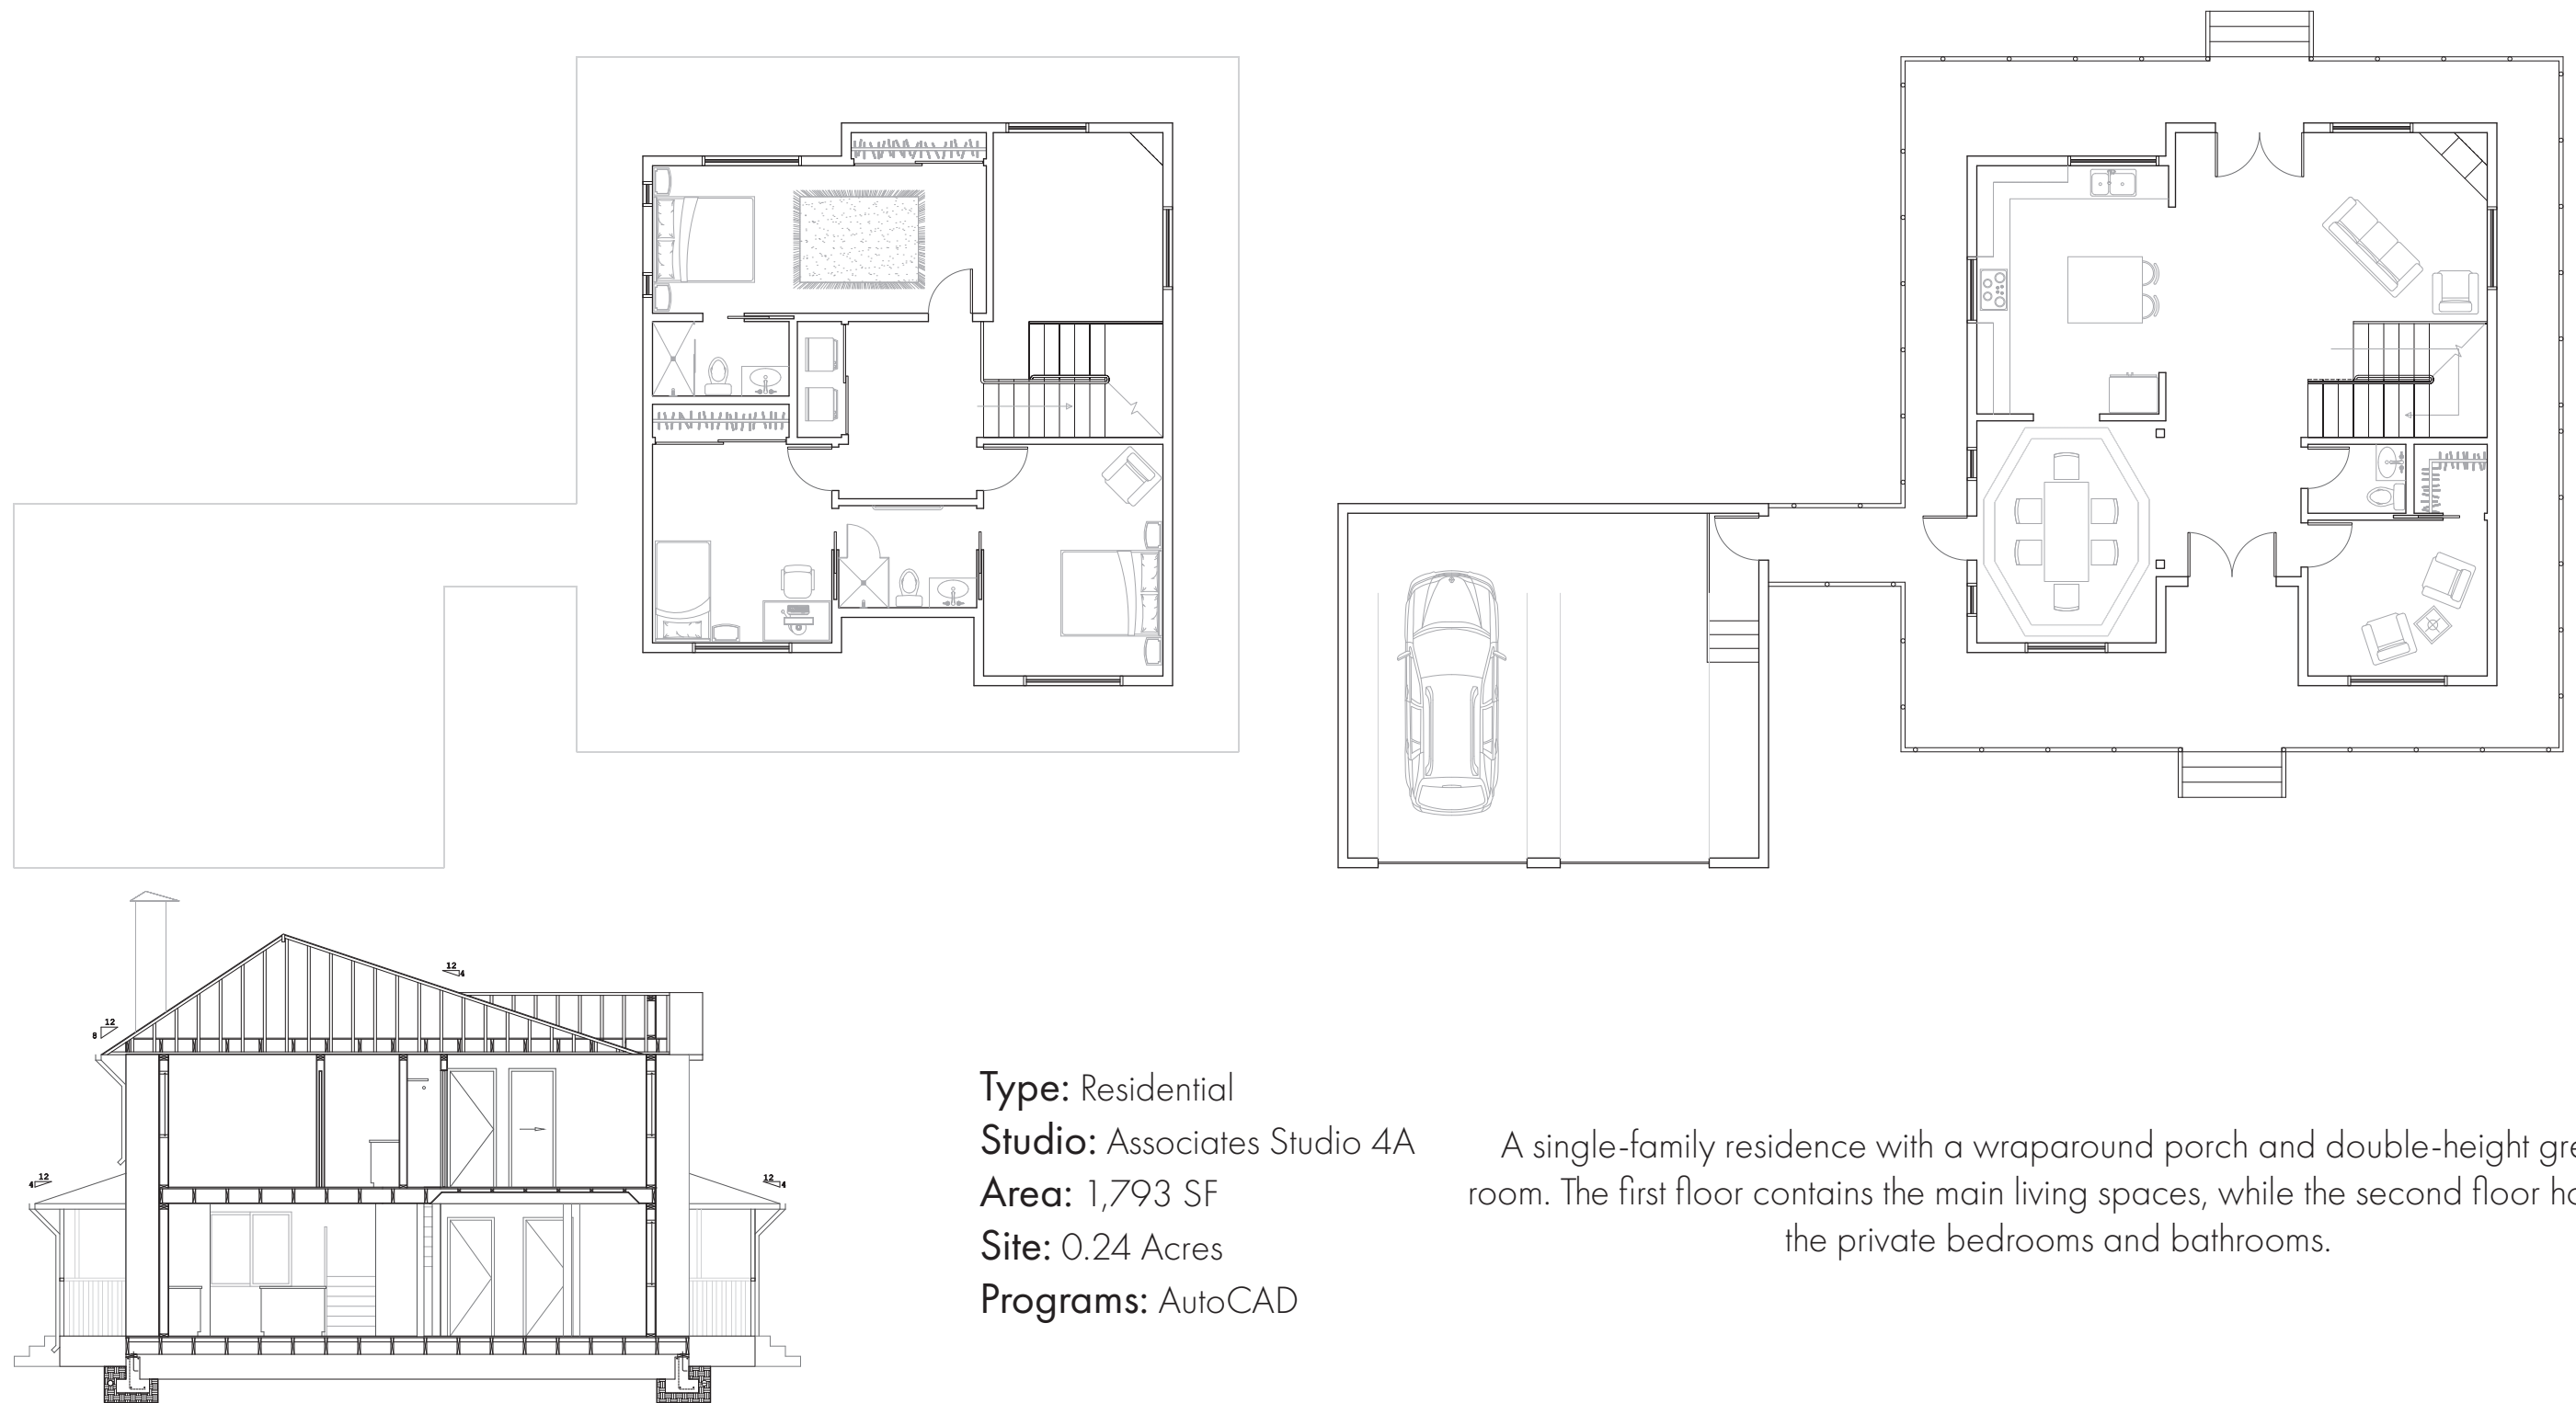 12
4
12
8
12
4
12
4
Type: Residential
Studio: Associates Studio 4A
Area: 1,793 SF
Site: 0.24 Acres
Programs: AutoCAD
A single-family residence with a wraparound porch and double-height
room. The first floor contains the main living spaces, while the second floor
the private bedrooms and bathrooms.